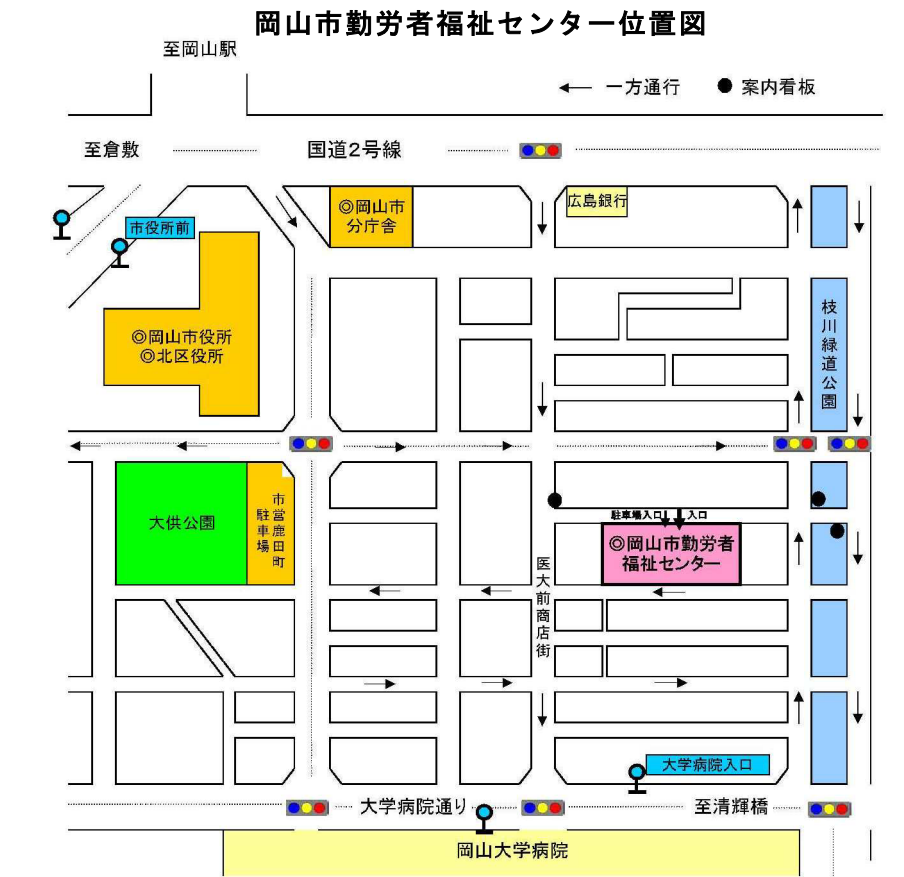 岡山市勤労者福祉センター位置図
至岡山駅
一方通行
案内看板
至倉敷
国道2号線
◎岡山市
分庁舎
広島銀行
市役所前
◎岡山市役所
◎北区役所
枝川緑道公園
大供公園
市営鹿田町
駐車場
駐車場入口
入口
◎岡山市勤労者
福祉センター
医大前商店街
大学病院入口
大学病院通り
至清輝橋
岡山大学病院